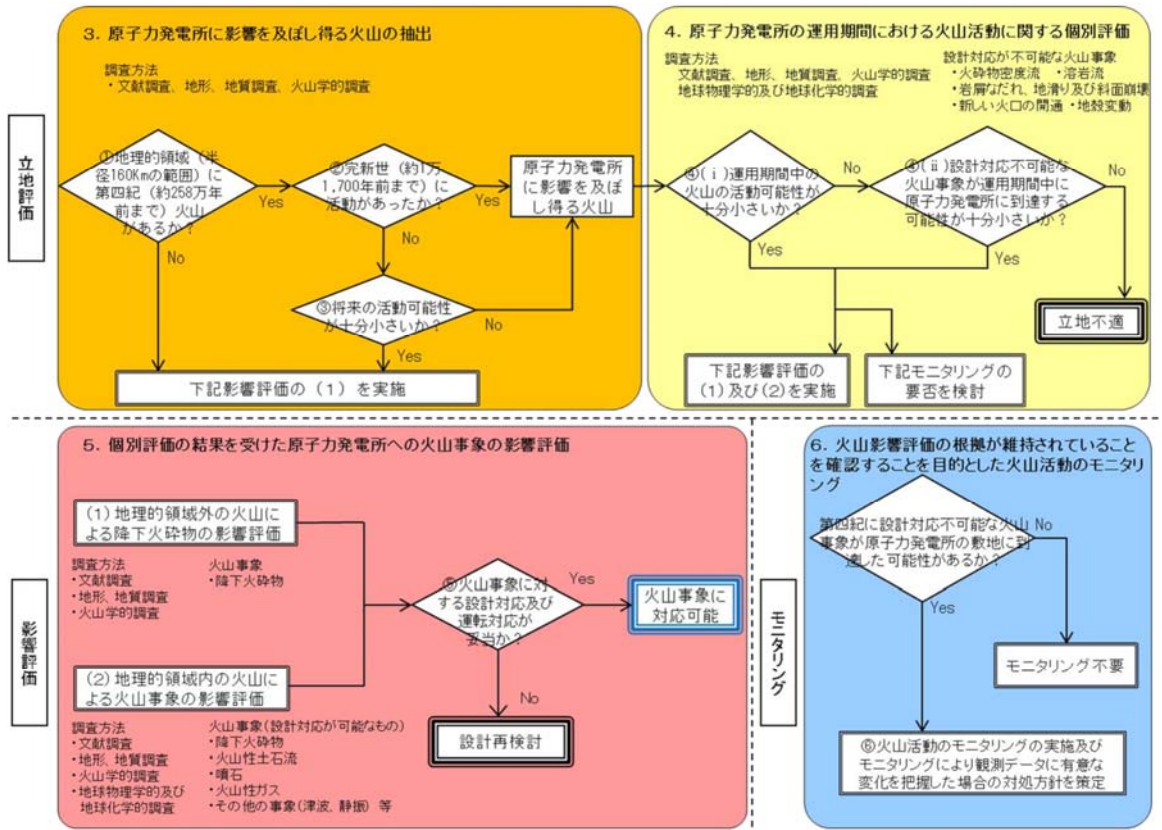 3. 原子力発電所に影響を及ぼし得る火山の抽出
調査方法
・文献調査、地形、地質調査、火山学的調査
立地評価
①地理的領域（半
径160Kmの範囲）に
第四紀（約258万年
前まで）火山
があるか？
Yes
No
②完新世（約1万
1,700年前まで）に
活動があったか？
Yes
No
原子力発電所
に影響を及ぼ
し得る火山
③将来の活動可能性
が十分小さいか？
No
Yes
下記影響評価の（1）を実施
4. 原子力発電所の運用期間における火山活動に関する個別評価
調査方法
文献調査、地形、地質調査、火山学的調査
地球物理学的及び地球化学的調査
設計対応が不可能な火山事象
・火砕物密度流　・溶岩流
・岩屑なだれ、地滑り及び斜面崩壊
・新しい火口の開通　・地殻変動
④(ⅰ)運用期間中の
火山の活動可能性が
十分小さいか？
No
Yes
④(ⅱ)設計対応不可能な
火山事象が運用期間中に
原子力発電所に到達する
可能性が十分小さいか？
No
Yes
立地不適
下記影響評価の
(1)及び(2)を実施
下記モニタリングの
要否を検討
5. 個別評価の結果を受けた原子力発電所への火山事象の影響評価
影響評価
(1)地理的領域外の火山に
よる降下火砕物の影響評価
調査方法
・文献調査
・地形、地質調査
・火山学的調査
火山事象
・降下火砕物
⑤火山事象に対
する設計対応及び
運転対応が
妥当か？
Yes
No
火山事象に
対応可能
設計再検討
(2)地理的領域内の火山に
よる火山事象の影響評価
調査方法
・文献調査
・地形、地質調査
・火山学的調査
・地球物理学的及び
地球化学的調査
火山事象(設計対応が可能なもの)
・降下火砕物
・火山性土石流
・噴石
・火山性ガス
・その他の事象(津波、静振) 等
モニタリング
6. 火山影響評価の根拠が維持されていること
を確認することを目的とした火山活動のモニタリ
ング
第四紀に設計対応不可能な火山
事象が原子力発電所の敷地に到
達した可能性があるか？
No
Yes
モニタリング不要
⑥火山活動のモニタリングの実施及び
モニタリングにより観測データに有意な
変化を把握した場合の対処方針を策定